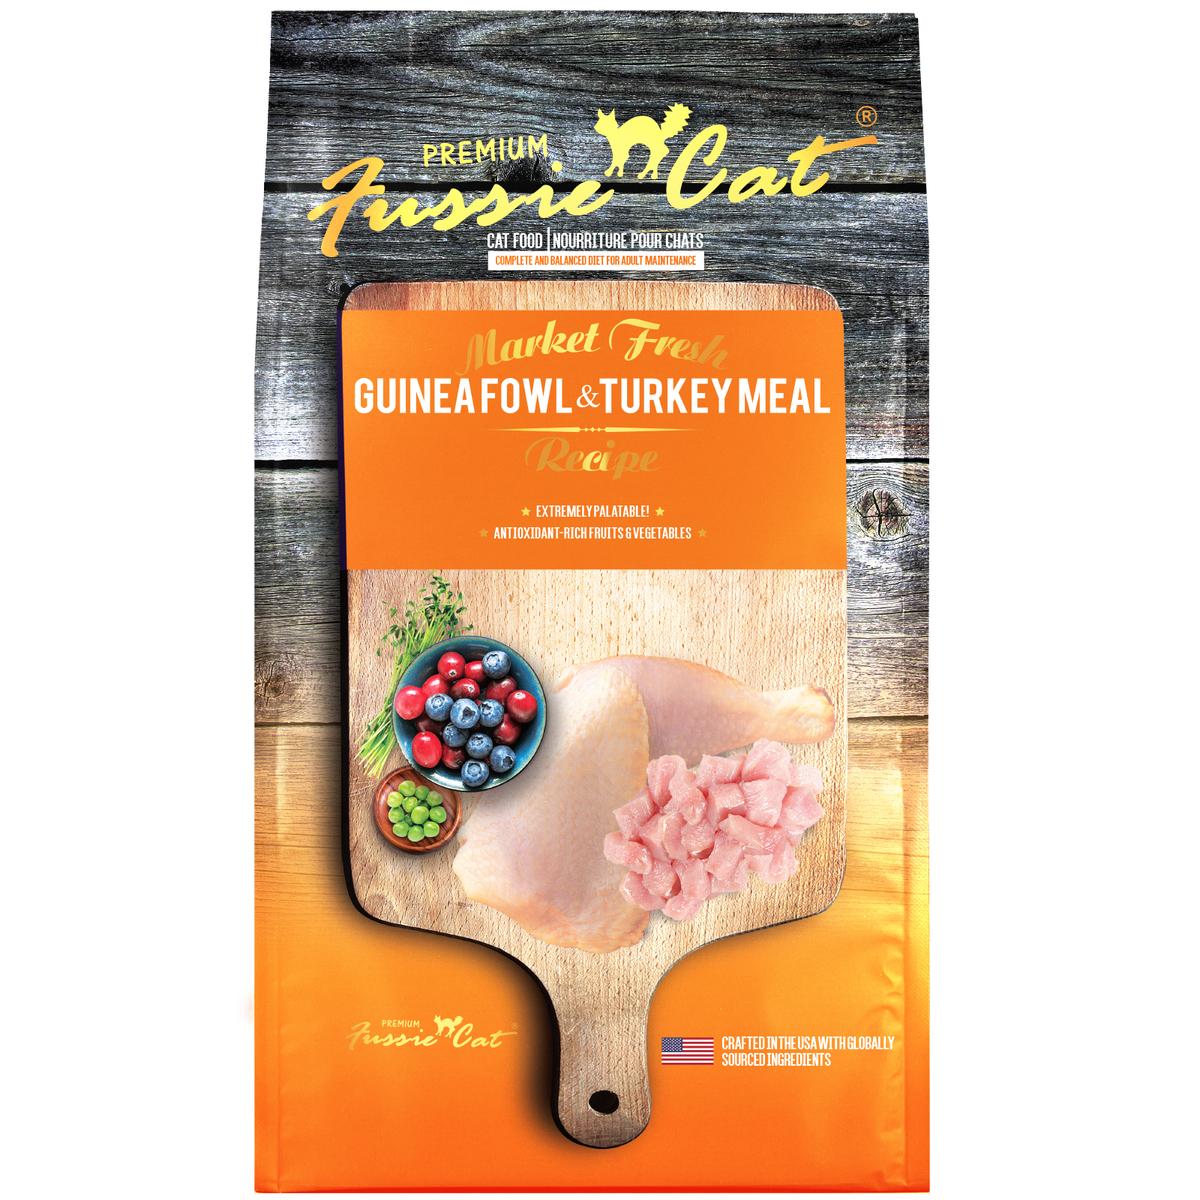 PREMIUM
Fussie Cat ®
CAT FOOD | NOURRITURE POUR CHATS
COMPLETE AND BALANCED DIET FOR ADULT MAINTENANCE
Market Fresh
GUINEA FOWL & TURKEY MEAL
Recipe
EXTREMELY PALATABLE!
ANTIOXIDANT-RICH FRUITS & VEGETABLES
PREMIUM
Fussie Cat
CRAFTED IN THE USA WITH GLOBALLY
SOURCED INGREDIENTS